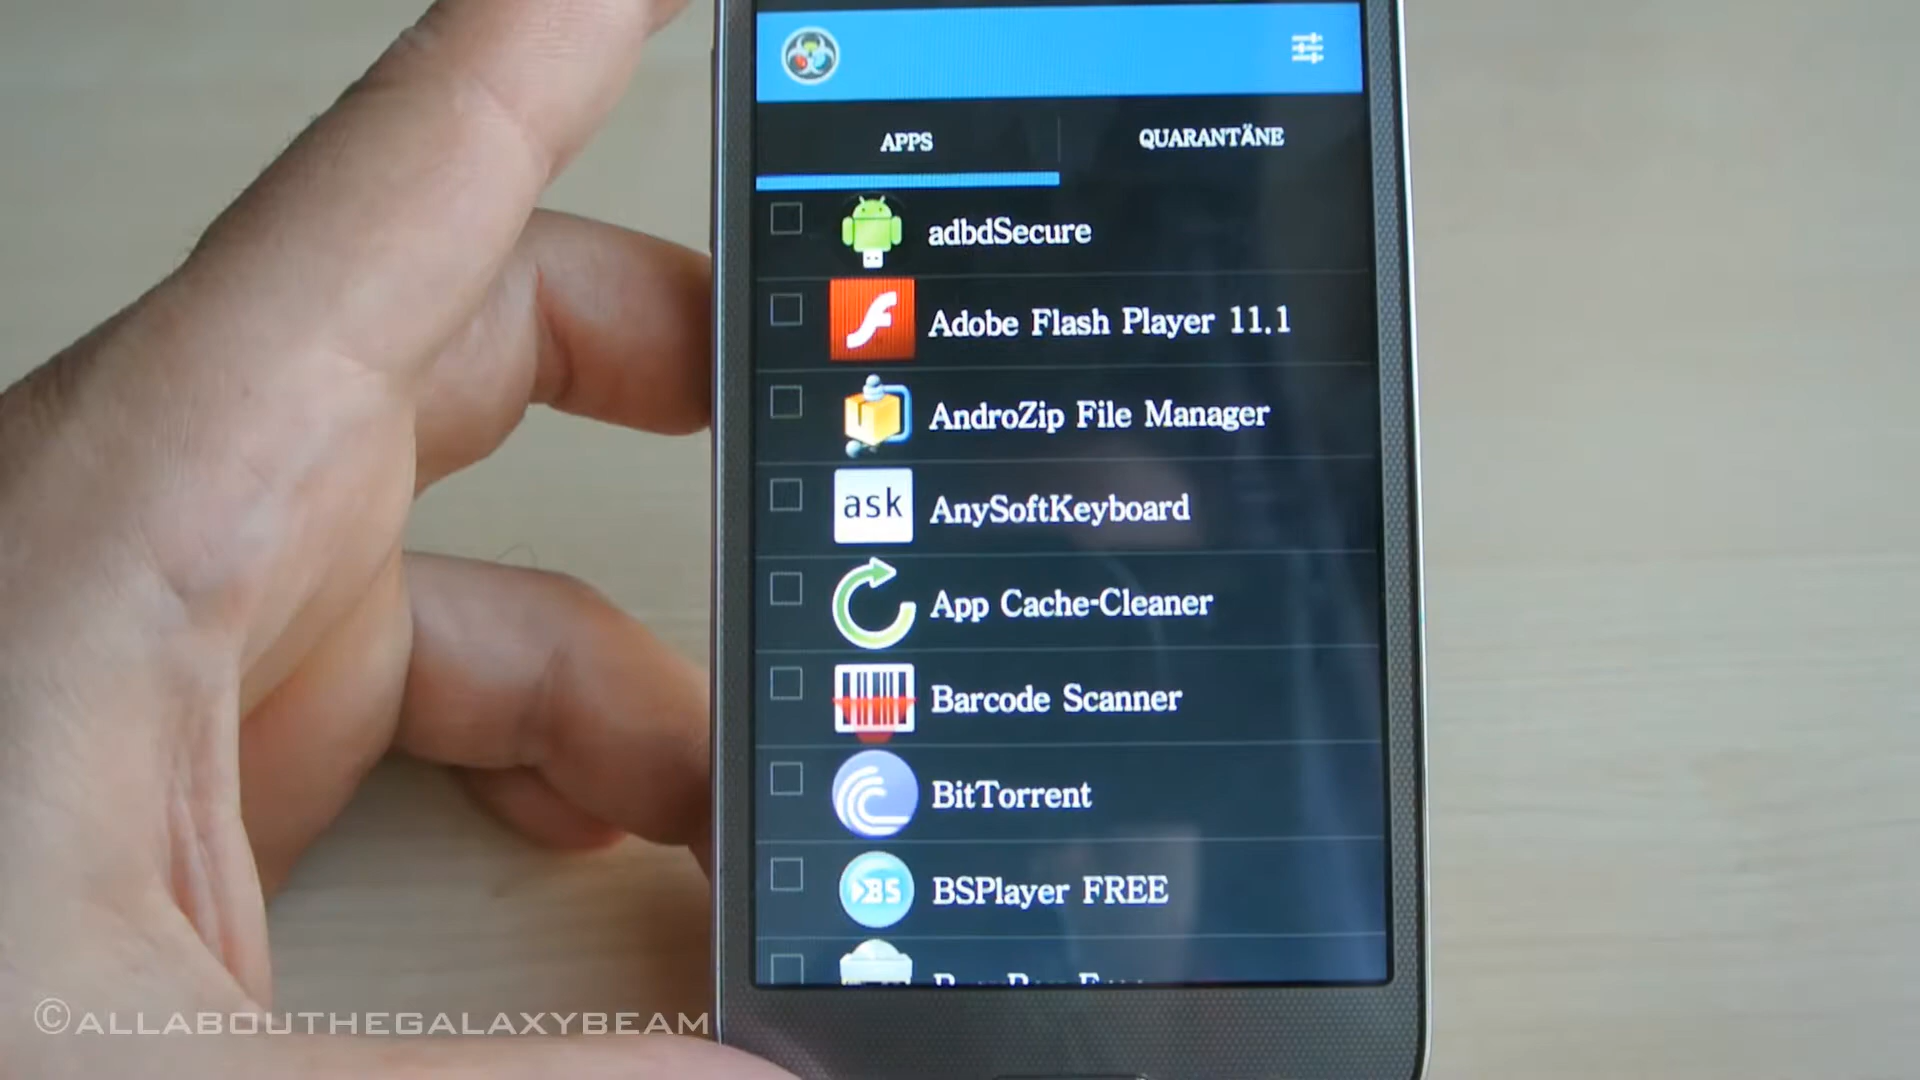 APPS
QUARANTÄNE
adbdSecure
Adobe Flash Player 11.1
AndroZip File Manager
ask
AnySoftKeyboard
App Cache-Cleaner
Barcode Scanner
BitTorrent
BS
BSPlayer FREE
©ALLABOUTHEGALAXYBEAM